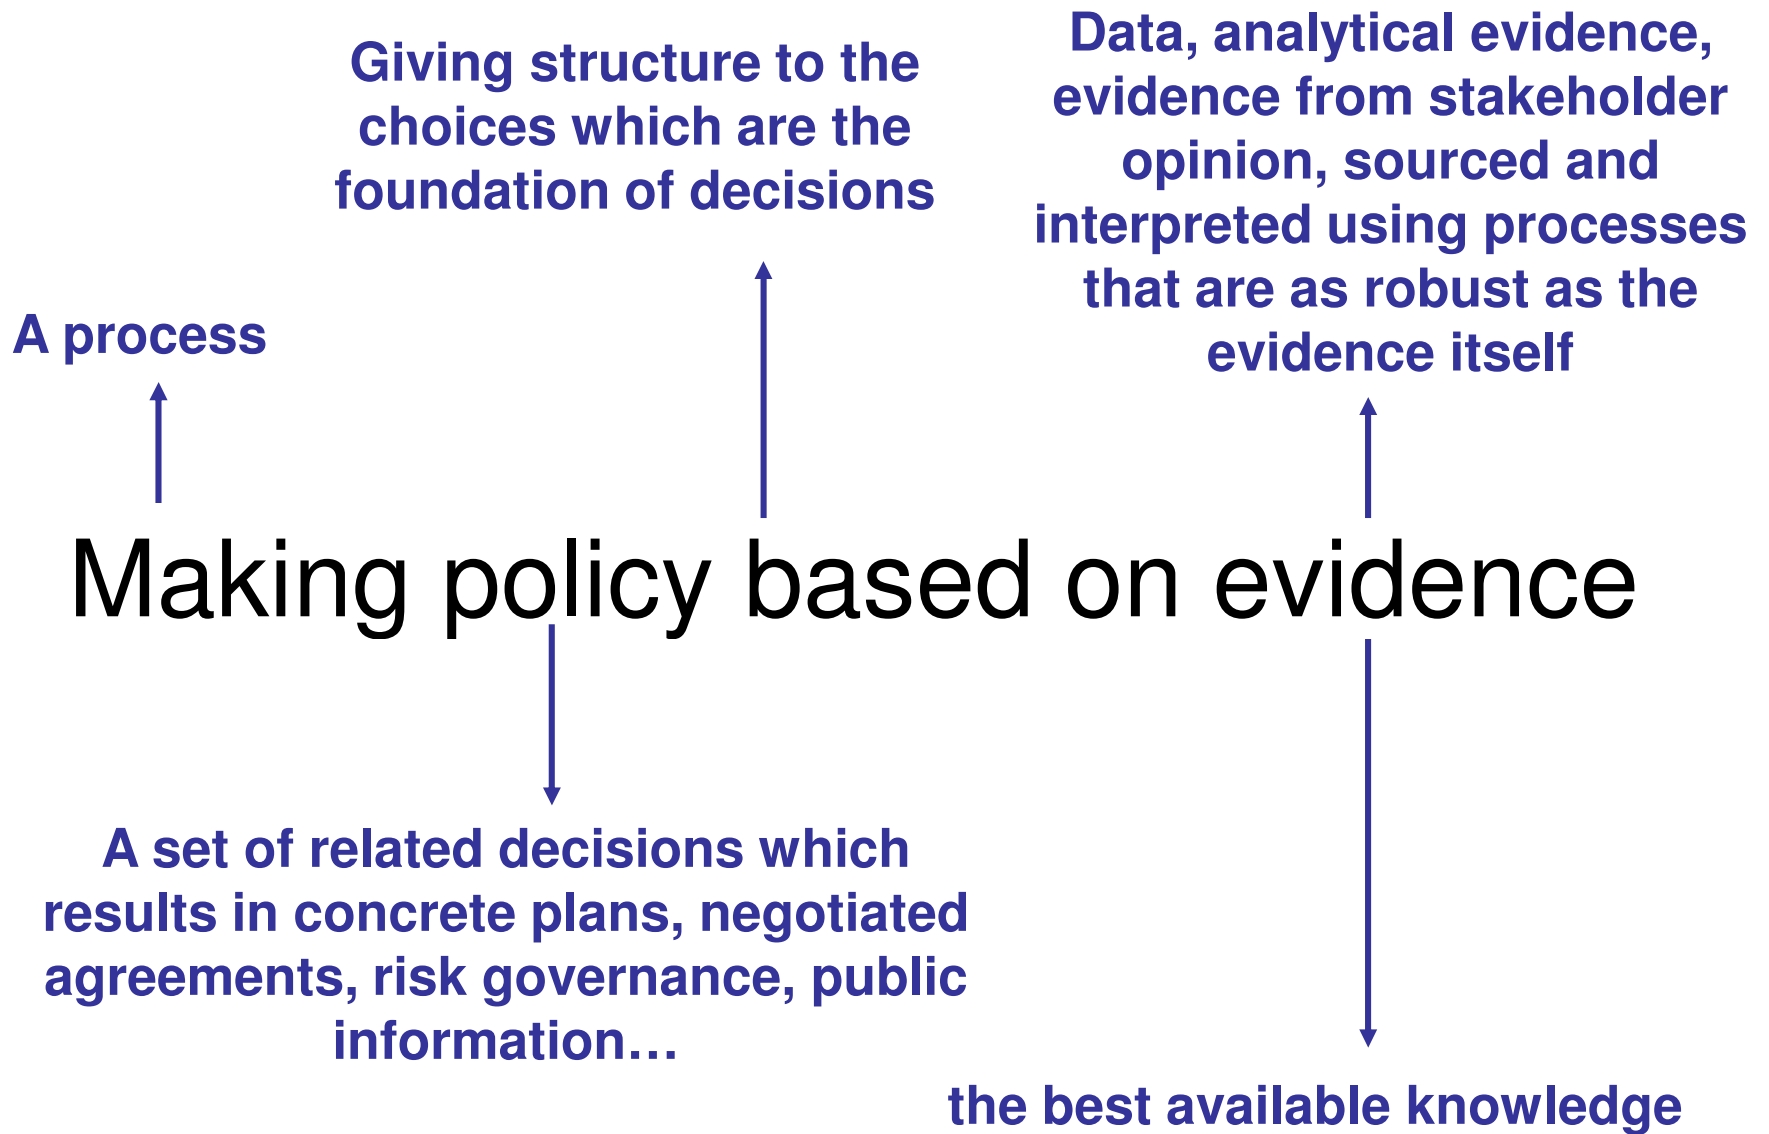 Giving structure to the
choices which are the
foundation of decisions
Data, analytical evidence,
evidence from stakeholder
opinion, sourced and
interpreted using processes
that are as robust as the
evidence itself
A process
Making policy based on evidence
A set of related decisions which
results in concrete plans, negotiated
agreements, risk governance, public
information…
the best available knowledge